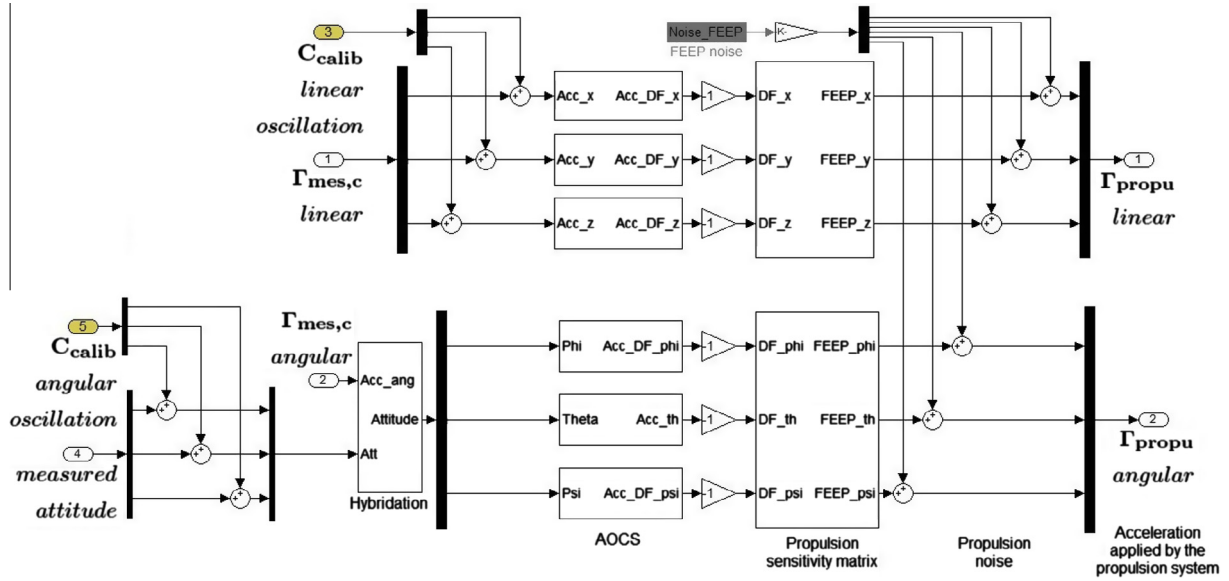 3
C_calib
linear
oscillation
1
Γ_mes,c
linear
Noise_FEEP
FEEP noise
K-
Acc_x Acc_DF_x -1 DF_x FEEP_x
Acc_y Acc_DF_y -1 DF_y FEEP_y
Acc_z Acc_DF_z -1 DF_z FEEP_z
1
Γ_propu
linear
5
C_calib
angular
oscillation
4
measured
attitude
Γ_mes,c
angular
2
Acc_ang
Attitude
Att
Hybridation
Phi Acc_DF_phi -1 DF_phi FEEP_phi
Theta Acc_th -1 DF_th FEEP_th
Psi Acc_DF_psi -1 DF_psi FEEP_psi
2
Γ_propu
angular
AOCS
Propulsion
sensitivity matrix
Propulsion
noise
Acceleration
applied by the
propulsion system